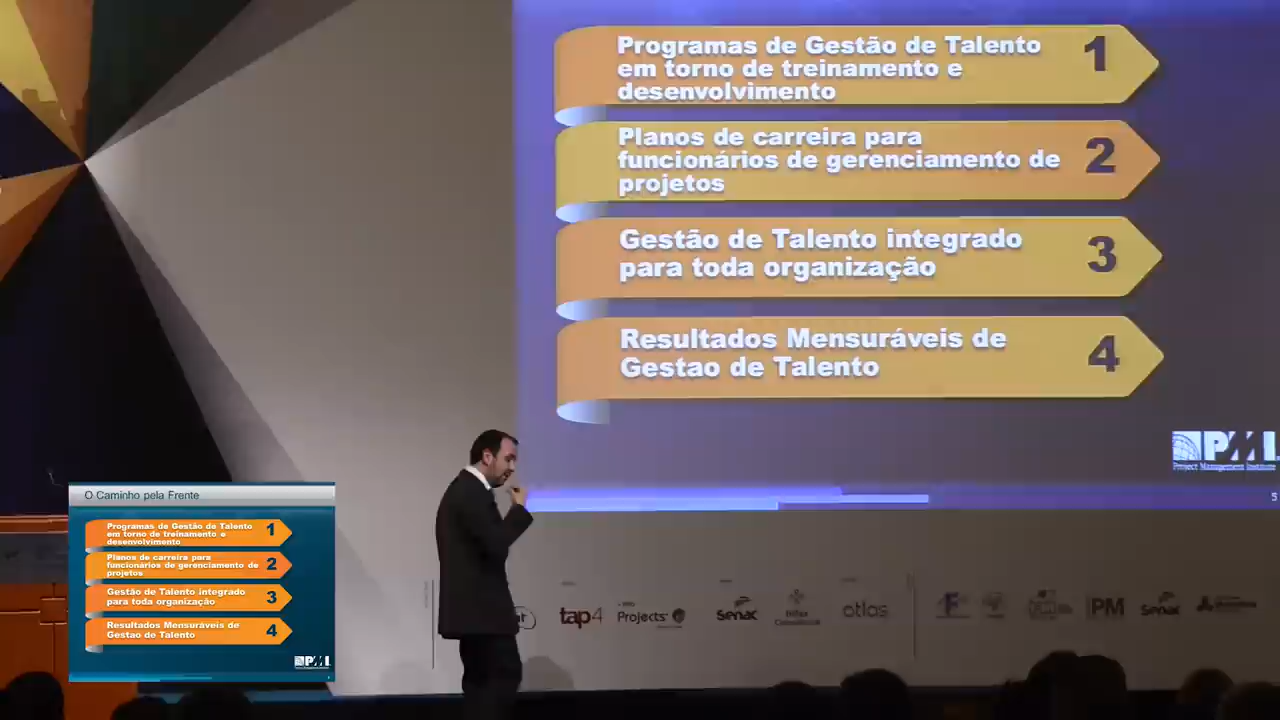 Programas de Gestão de Talento
em torno de treinamento e
desenvolvimento
1
Planos de carreira para
funcionários de gerenciamento de
projetos
2
Gestão de Talento integrado
para toda organização
3
Resultados Mensuráveis de
Gestao de Talento
4
PMI
Project Management Institute
5
O Caminho pela Frente
Programas de Gestão de Talento
em torno de treinamento e
desenvolvimento
1
Planos de carreira para
funcionários de gerenciamento de
projetos
2
Gestão de Talento integrado
para toda organização
3
Resultados Mensuráveis de
Gestao de Talento
4
PMI
tap4
Projects
Senac
atlas
PM
Senac